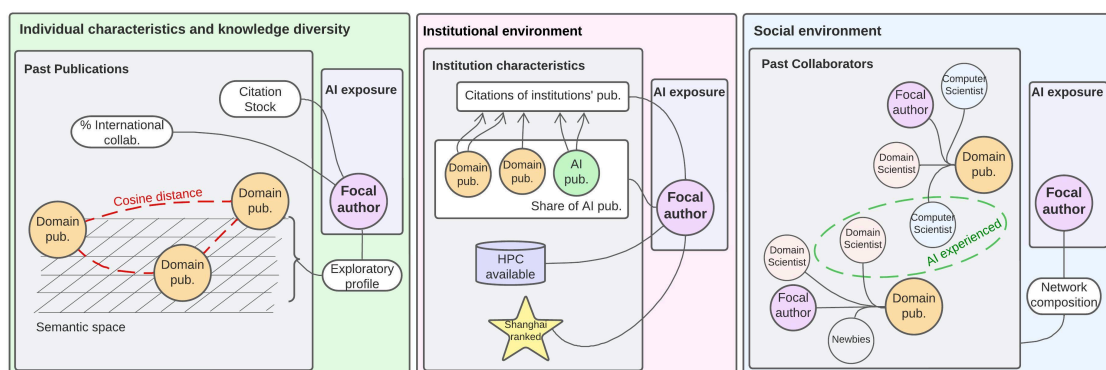 Individual characteristics and knowledge diversity
Past Publications
AI exposure
Citation
Stock
% International
collab.
Focal
author
Cosine distance
Domain
pub.
Domain
pub.
Domain
pub.
Exploratory
profile
Semantic space
Institutional environment
Institution characteristics
AI exposure
Citations of institutions' pub.
Domain
pub.
Domain
pub.
AI
pub.
Share of AI pub.
Focal
author
HPC
available
Shanghai
ranked
Social environment
Past Collaborators
AI exposure
Computer
Scientist
Focal
author
Domain
Scientist
Domain
pub.
Computer
Scientist
Domain
Scientist
AI experienced
Domain
Scientist
Focal
author
Domain
pub.
Newbies
Focal
author
Network
composition